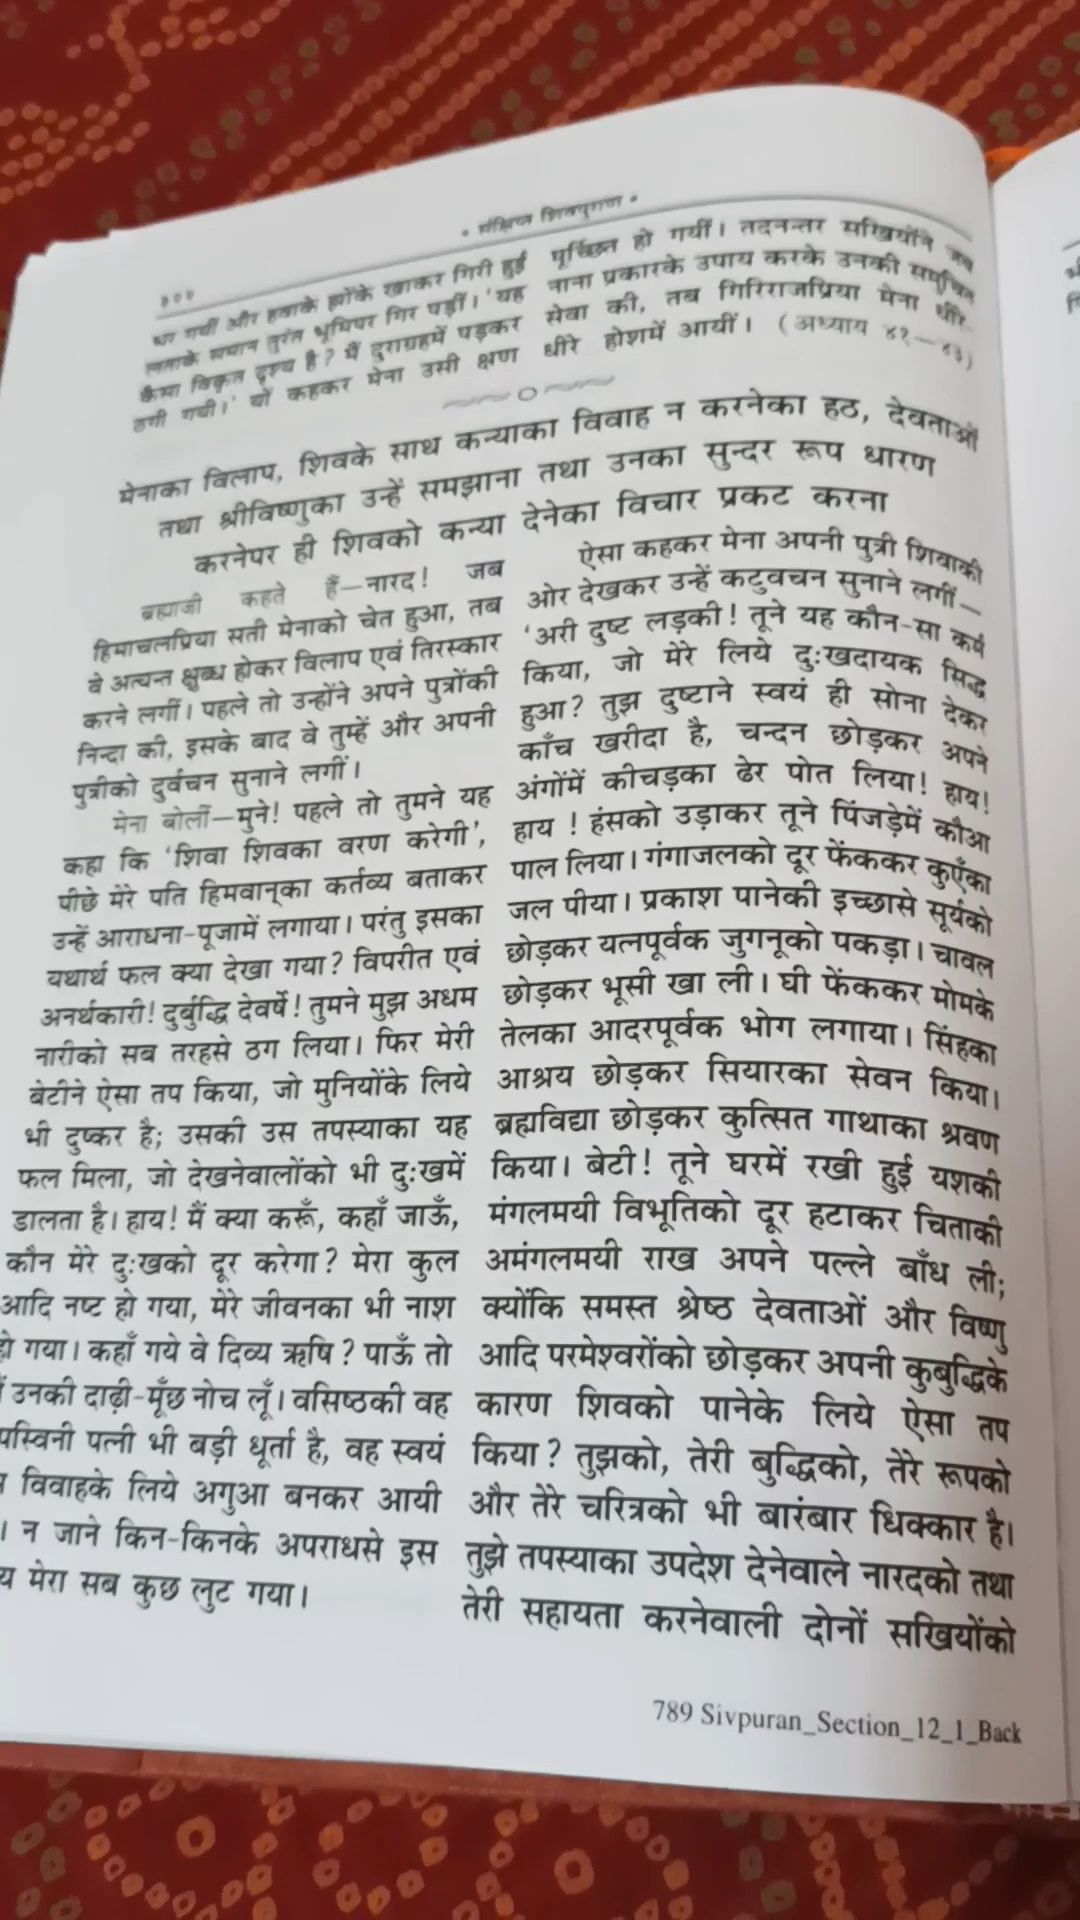 * संक्षिप्त शिवपुराण *
भर गयीं और हवाके झोंके खाकर गिरी हुई
लताके समान तुरंत भूमिपर गिर पड़ीं। 'यह
कैसा विकृत दृश्य है? मैं दुराग्रहमें पड़कर
ठगी गयी।' यों कहकर मेना उसी क्षण
मूर्च्छित हो गयीं। तदनन्तर सखियोंने जब
नाना प्रकारके उपाय करके उनकी समुचित
सेवा की, तब गिरिराजप्रिया मेना धीरे-
धीरे होशमें आयीं। (अध्याय ४१—४३)
मेनाका विलाप, शिवके साथ कन्याका विवाह न करनेका हठ, देवताओं
तथा श्रीविष्णुका उन्हें समझाना तथा उनका सुन्दर रूप धारण
करनेपर ही शिवको कन्या देनेका विचार प्रकट करना
ब्रह्माजी कहते हैं—नारद! जब
हिमाचलप्रिया सती मेनाको चेत हुआ, तब
वे अत्यन्त क्षुब्ध होकर विलाप एवं तिरस्कार
करने लगीं। पहले तो उन्होंने अपने पुत्रोंकी
निन्दा की, इसके बाद वे तुम्हें और अपनी
पुत्रीको दुर्वचन सुनाने लगीं।
मेना बोलीं—मुने! पहले तो तुमने यह
कहा कि 'शिवा शिवका वरण करेगी',
पीछे मेरे पति हिमवान्‌का कर्तव्य बताकर
उन्हें आराधना-पूजामें लगाया। परंतु इसका
यथार्थ फल क्या देखा गया? विपरीत एवं
अनर्थकारी! दुर्बुद्धि देवर्षे! तुमने मुझ अधम
नारीको सब तरहसे ठग लिया। फिर मेरी
बेटीने ऐसा तप किया, जो मुनियोंके लिये
भी दुष्कर है; उसकी उस तपस्याका यह
फल मिला, जो देखनेवालोंको भी दुःखमें
डालता है। हाय! मैं क्या करूँ, कहाँ जाऊँ,
कौन मेरे दुःखको दूर करेगा? मेरा कुल
आदि नष्ट हो गया, मेरे जीवनका भी नाश
हो गया। कहाँ गये वे दिव्य ऋषि? पाऊँ तो
उनकी दाढ़ी-मूँछ नोच लूँ। वसिष्ठकी वह
पस्विनी पत्नी भी बड़ी धूर्ता है, वह स्वयं
विवाहके लिये अगुआ बनकर आयी
। न जाने किन-किनके अपराधसे इस
य मेरा सब कुछ लुट गया।
ऐसा कहकर मेना अपनी पुत्री शिवाकी
ओर देखकर उन्हें कटुवचन सुनाने लगीं—
'अरी दुष्ट लड़की! तूने यह कौन-सा कर्म
किया, जो मेरे लिये दुःखदायक सिद्ध
हुआ? तुझ दुष्टाने स्वयं ही सोना देकर
काँच खरीदा है, चन्दन छोड़कर अपने
अंगोंमें कीचड़का ढेर पोत लिया! हाय!
हाय ! हंसको उड़ाकर तूने पिंजड़ेमें कौआ
पाल लिया। गंगाजलको दूर फेंककर कुएँका
जल पीया। प्रकाश पानेकी इच्छासे सूर्यको
छोड़कर यत्नपूर्वक जुगनूको पकड़ा। चावल
छोड़कर भूसी खा ली। घी फेंककर मोमके
तेलका आदरपूर्वक भोग लगाया। सिंहका
आश्रय छोड़कर सियारका सेवन किया।
ब्रह्मविद्या छोड़कर कुत्सित गाथाका श्रवण
किया। बेटी! तूने घरमें रखी हुई यशकी
मंगलमयी विभूतिको दूर हटाकर चिताकी
अमंगलमयी राख अपने पल्ले बाँध ली;
क्योंकि समस्त श्रेष्ठ देवताओं और विष्णु
आदि परमेश्वरोंको छोड़कर अपनी कुबुद्धिके
कारण शिवको पानेके लिये ऐसा तप
किया? तुझको, तेरी बुद्धिको, तेरे रूपको
और तेरे चरित्रको भी बारंबार धिक्कार है।
तुझे तपस्याका उपदेश देनेवाले नारदको तथा
तेरी सहायता करनेवाली दोनों सखियोंको
789 Sivpuran_Section_12_1_Back